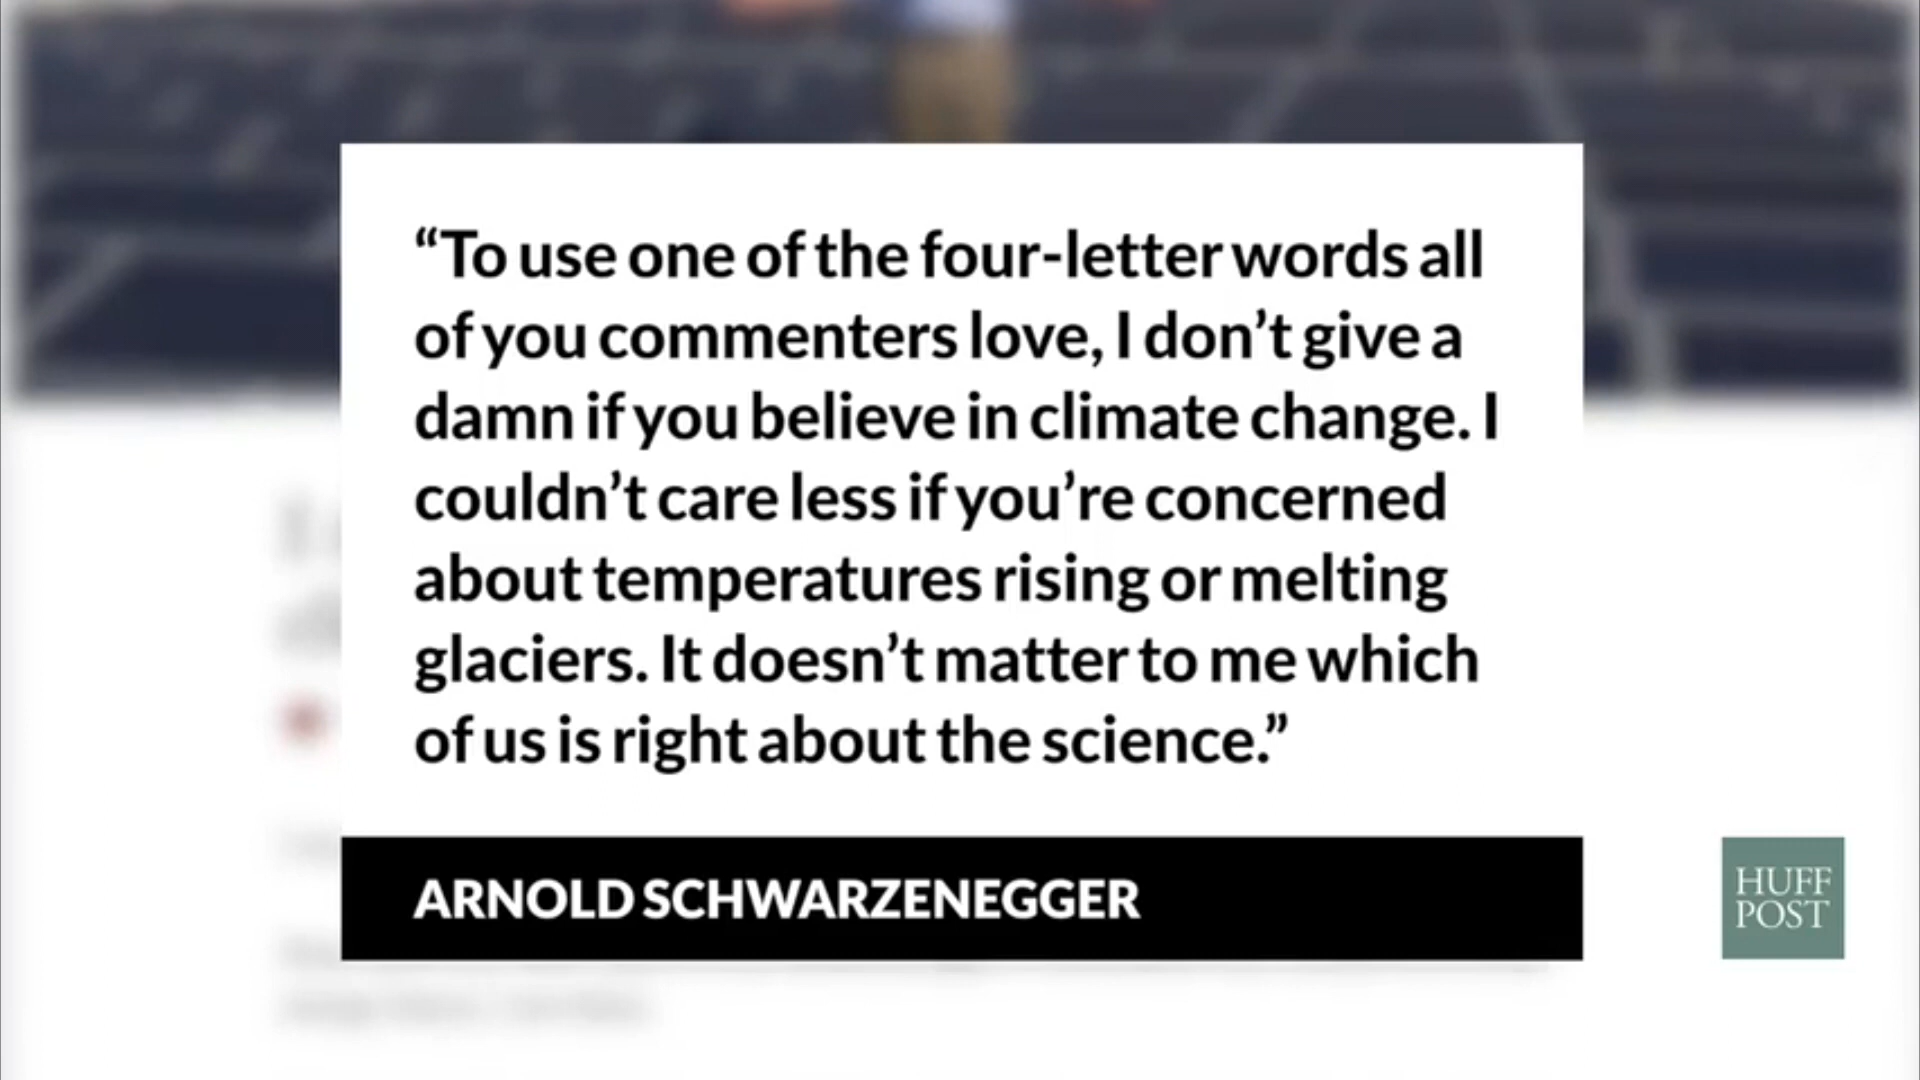 “To use one of the four-letter words all
of you commenters love, I don’t give a
damn if you believe in climate change. I
couldn’t care less if you’re concerned
about temperatures rising or melting
glaciers. It doesn’t matter to me which
of us is right about the science.”
ARNOLD SCHWARZENEGGER
HUFF
POST